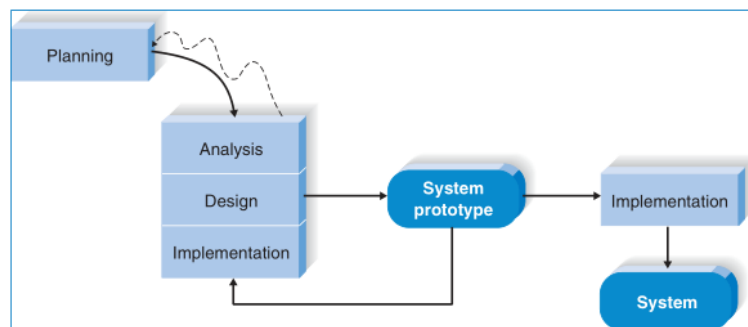 Planning
Analysis
Design
Implementation
System
prototype
Implementation
System